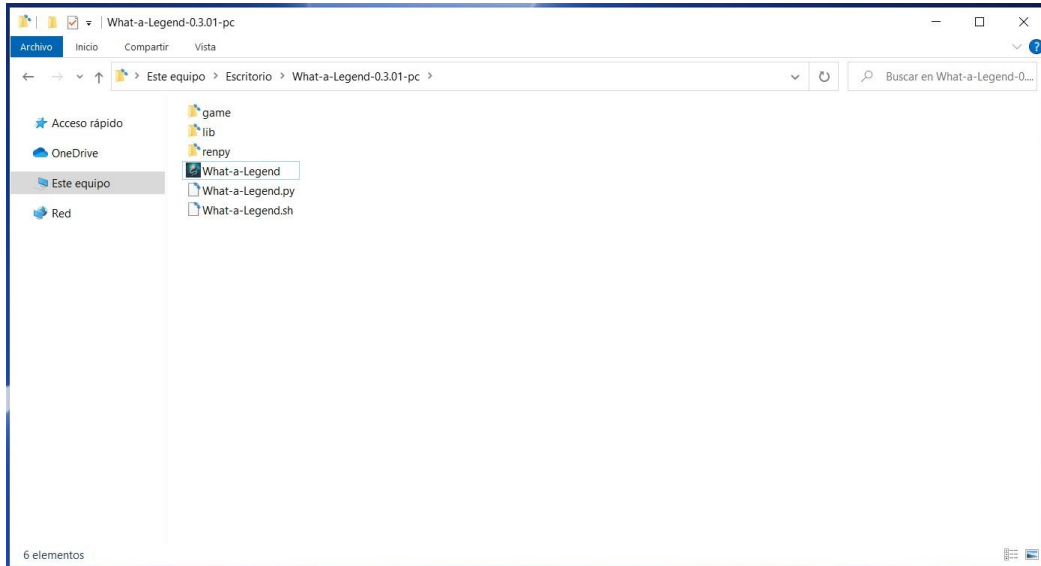 What-a-Legend-0.3.01-pc
Archivo Inicio Compartir Vista
Este equipo > Escritorio > What-a-Legend-0.3.01-pc >
Buscar en What-a-Legend-0....
Acceso rápido
OneDrive
Este equipo
Red
game
lib
renpy
What-a-Legend
What-a-Legend.py
What-a-Legend.sh
6 elementos